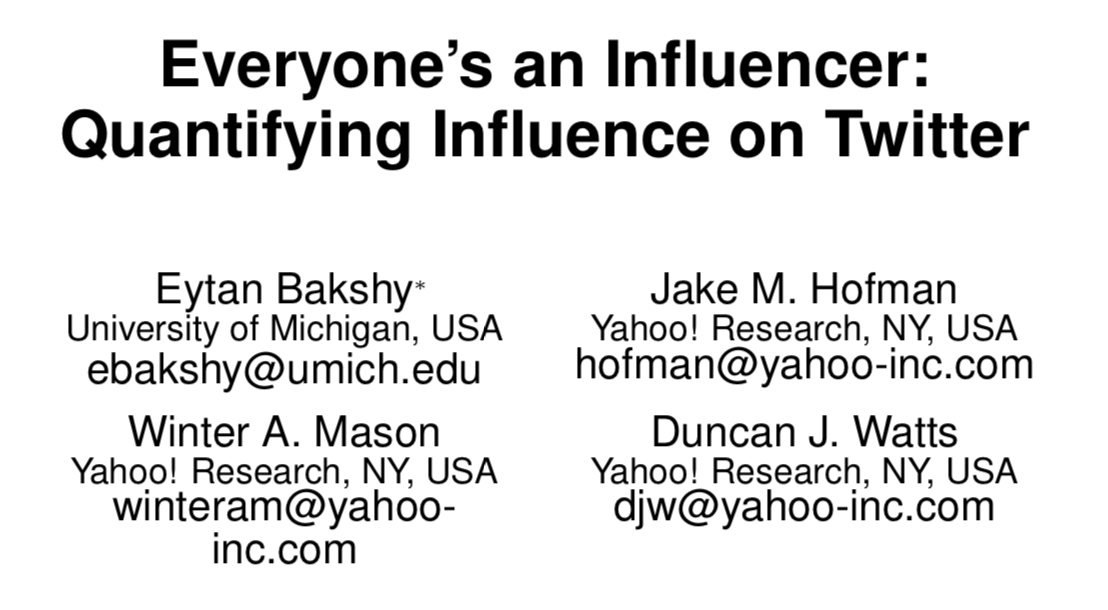 Everyone's an Influencer:
Quantifying Influence on Twitter
Eytan Bakshy*
University of Michigan, USA
ebakshy@umich.edu
Jake M. Hofman
Yahoo! Research, NY, USA
hofman@yahoo-inc.com
Winter A. Mason
Yahoo! Research, NY, USA
winteram@yahoo-
inc.com
Duncan J. Watts
Yahoo! Research, NY, USA
djw@yahoo-inc.com